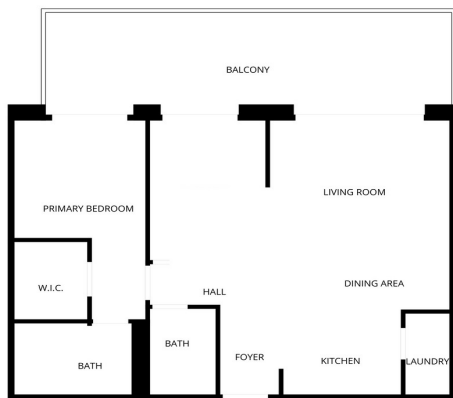 BALCONY
LIVING ROOM
PRIMARY BEDROOM
DINING AREA
W.I.C.
HALL
BATH
FOYER
KITCHEN
LAUNDRY
BATH